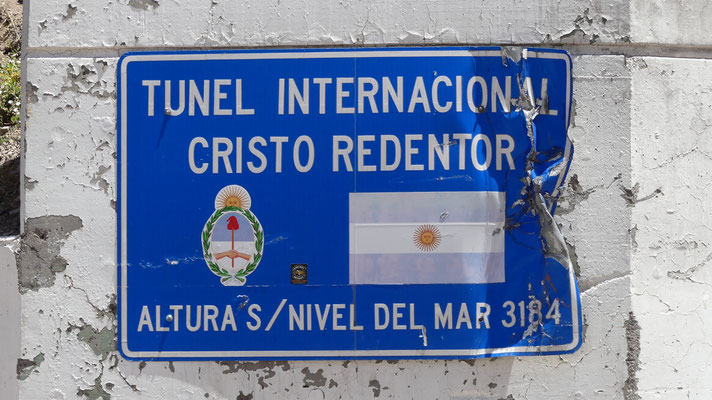 TUNEL INTERNACIONAL
CRISTO REDENTOR
ALTURA S/NIVEL DEL MAR 3184